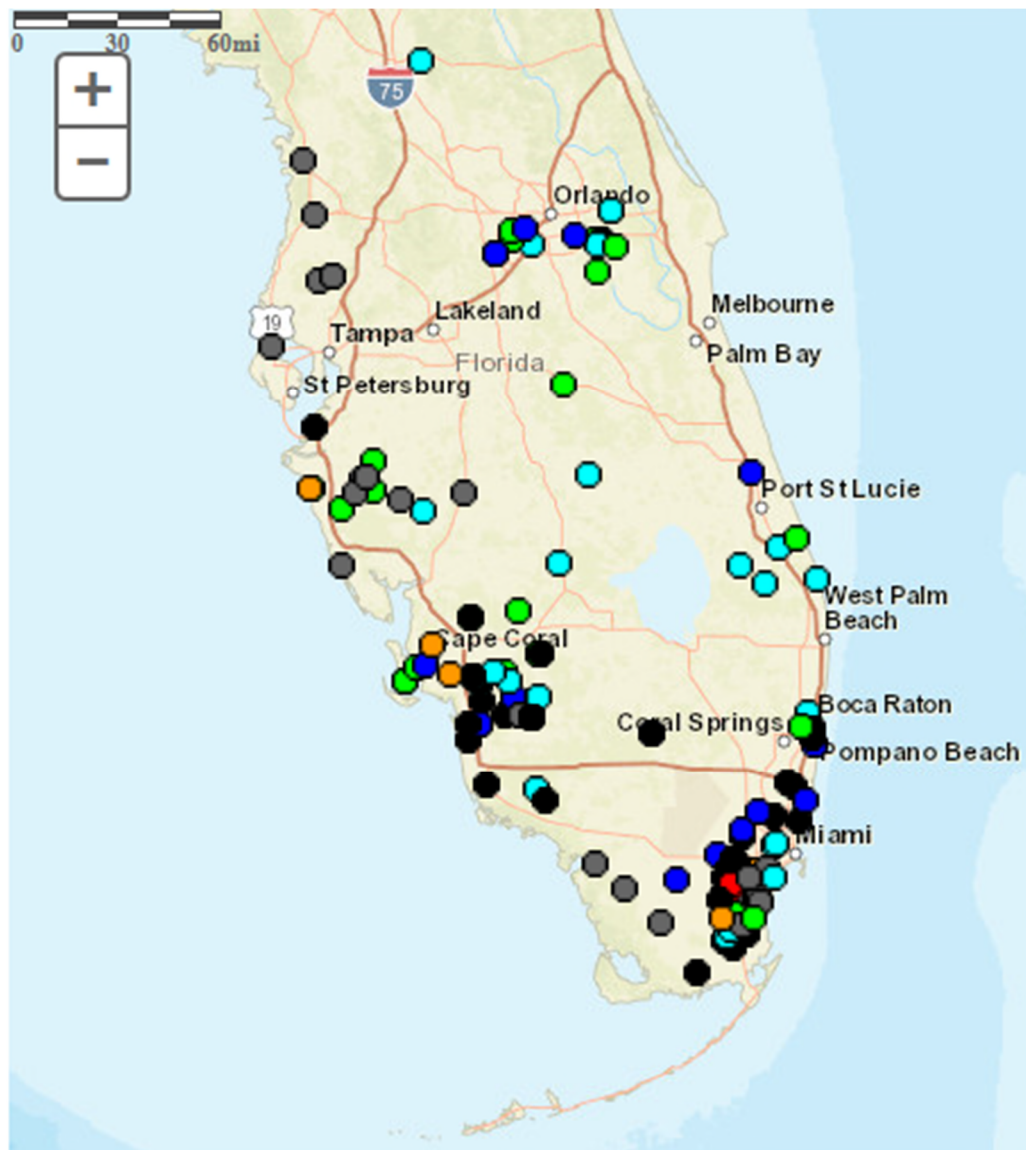 0 30 60mi
+
75
−
Orlando
Melbourne
Lakeland
19
Tampa
Palm Bay
Florida
St Petersburg
Port St Lucie
West Palm
Beach
Cape Coral
Boca Raton
Coral Springs
Pompano Beach
Miami